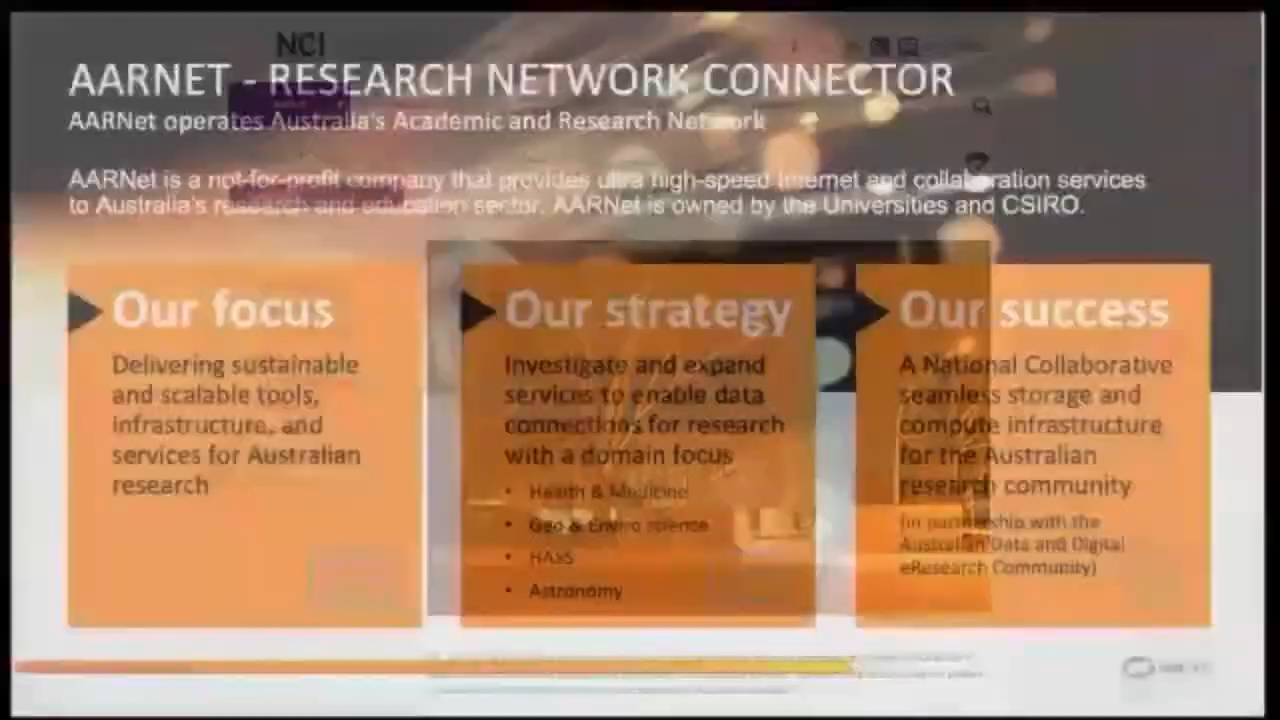 NCI
AARNET - RESEARCH NETWORK CONNECTOR
AARNet operates Australia's Academic and Research Network
AARNet is a not-for-profit company that provides ultra high-speed Internet and collaboration services
to Australia's research and education sector. AARNet is owned by the Universities and CSIRO.
Our focus
Delivering sustainable
and scalable tools,
infrastructure, and
services for Australian
research
Our strategy
Investigate and expand
services to enable data
connections for research
with a domain focus
• Health & Medicine
• Geo & Enviro science
• HASS
• Astronomy
Our success
A National Collaborative
seamless storage and
compute infrastructure
for the Australian
research community
(in partnership with the
Australian Data and Digital
eResearch Community)